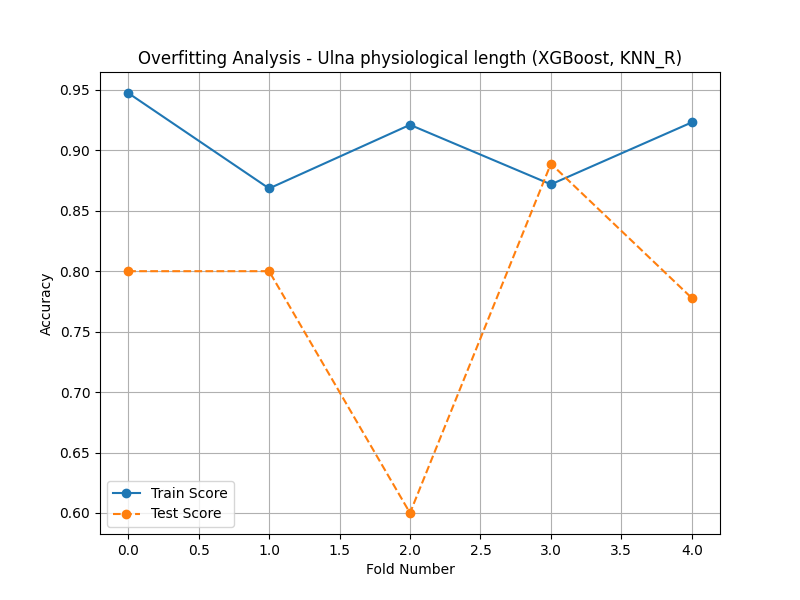 Overfitting Analysis - Ulna physiological length (XGBoost, KNN_R)
0.95
0.90
0.85
0.80
0.75
0.70
0.65
0.60
Accuracy
Train Score
Test Score
0.0 0.5 1.0 1.5 2.0 2.5 3.0 3.5 4.0
Fold Number